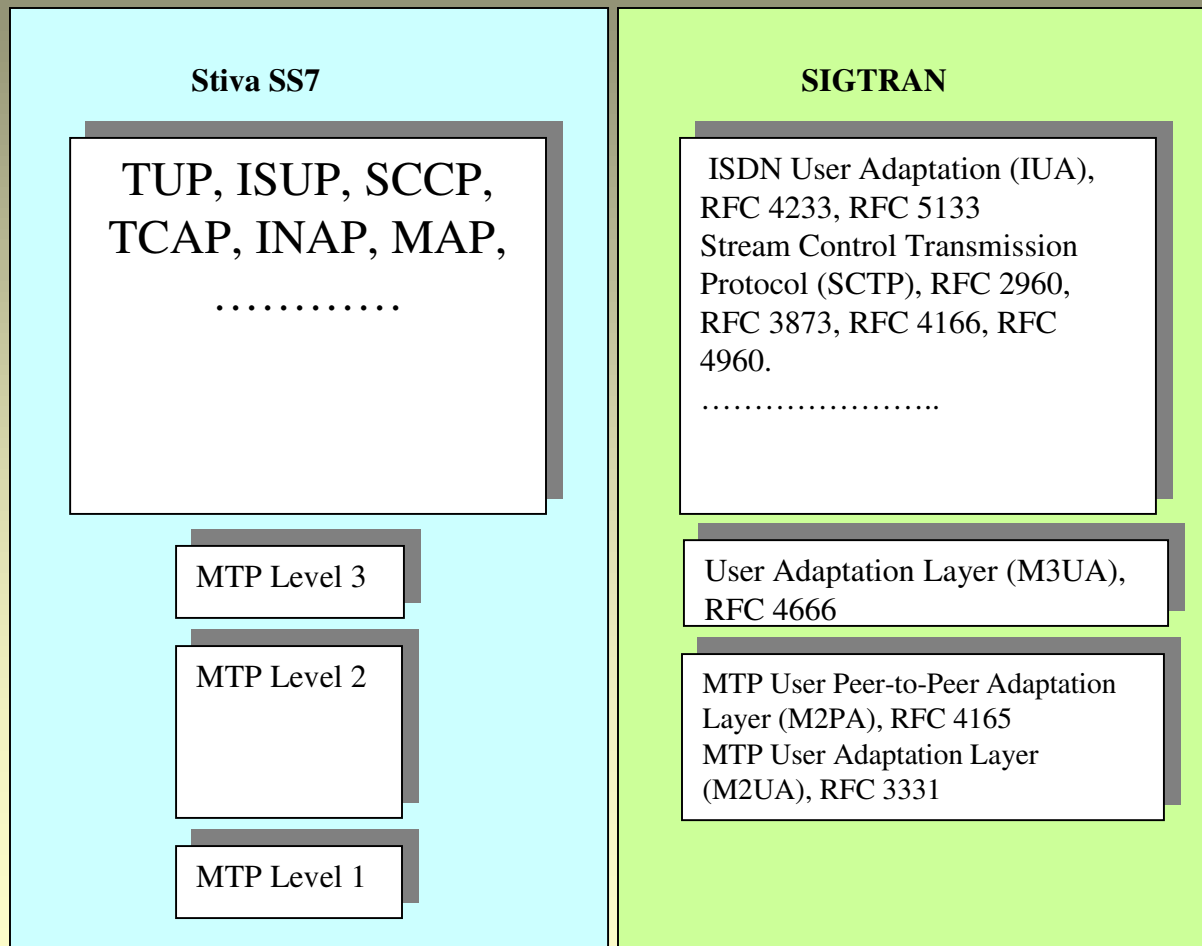 Stiva SS7
TUP, ISUP, SCCP,
TCAP, INAP, MAP,
…………
MTP Level 3
MTP Level 2
MTP Level 1
SIGTRAN
ISDN User Adaptation (IUA),
RFC 4233, RFC 5133
Stream Control Transmission
Protocol (SCTP), RFC 2960,
RFC 3873, RFC 4166, RFC
4960.
…………………..
User Adaptation Layer (M3UA),
RFC 4666
MTP User Peer-to-Peer Adaptation
Layer (M2PA), RFC 4165
MTP User Adaptation Layer
(M2UA), RFC 3331